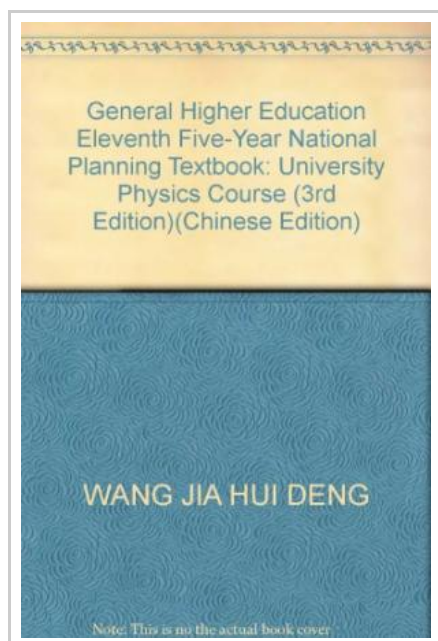 General Higher Education
Eleventh Five-Year National
Planning Textbook: University
Physics Course (3rd
Edition)(Chinese Edition)
WANG JIA HUI DENG
Note: This is no the actual book cover